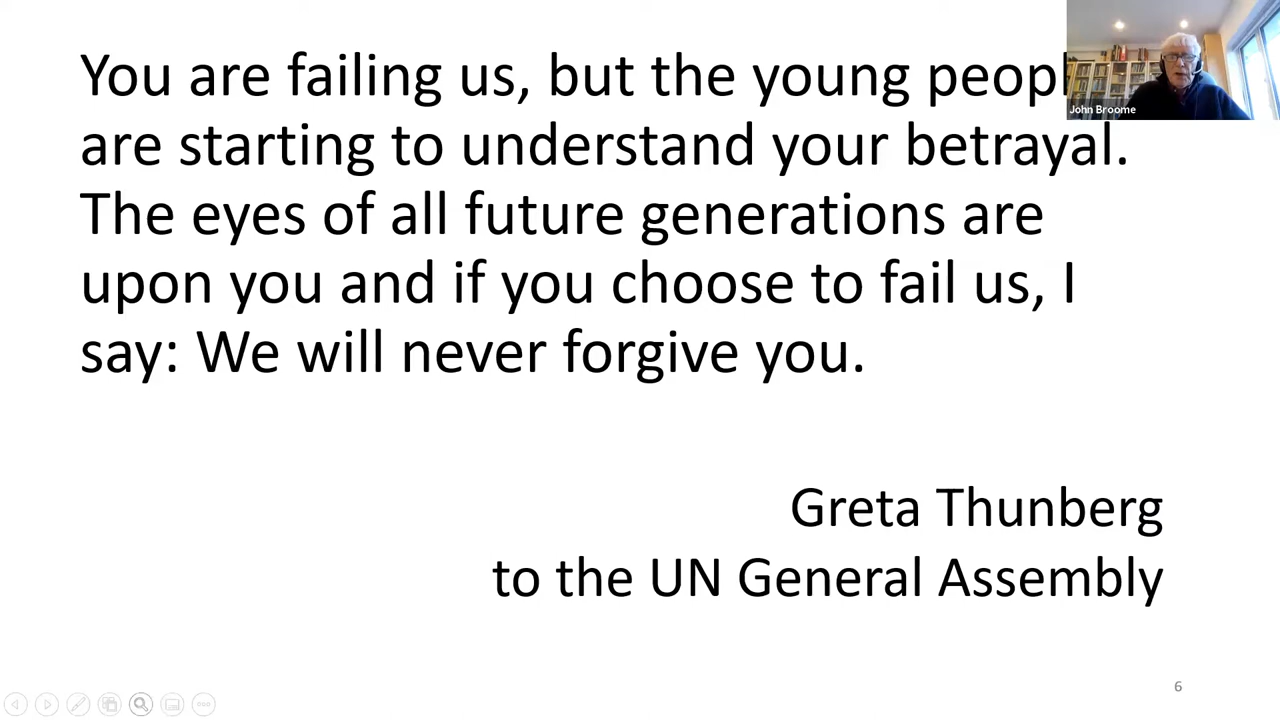 You are failing us, but the young peop
are starting to understand your betrayal.
The eyes of all future generations are
upon you and if you choose to fail us, I
say: We will never forgive you.
Greta Thunberg
to the UN General Assembly
John Broome
6